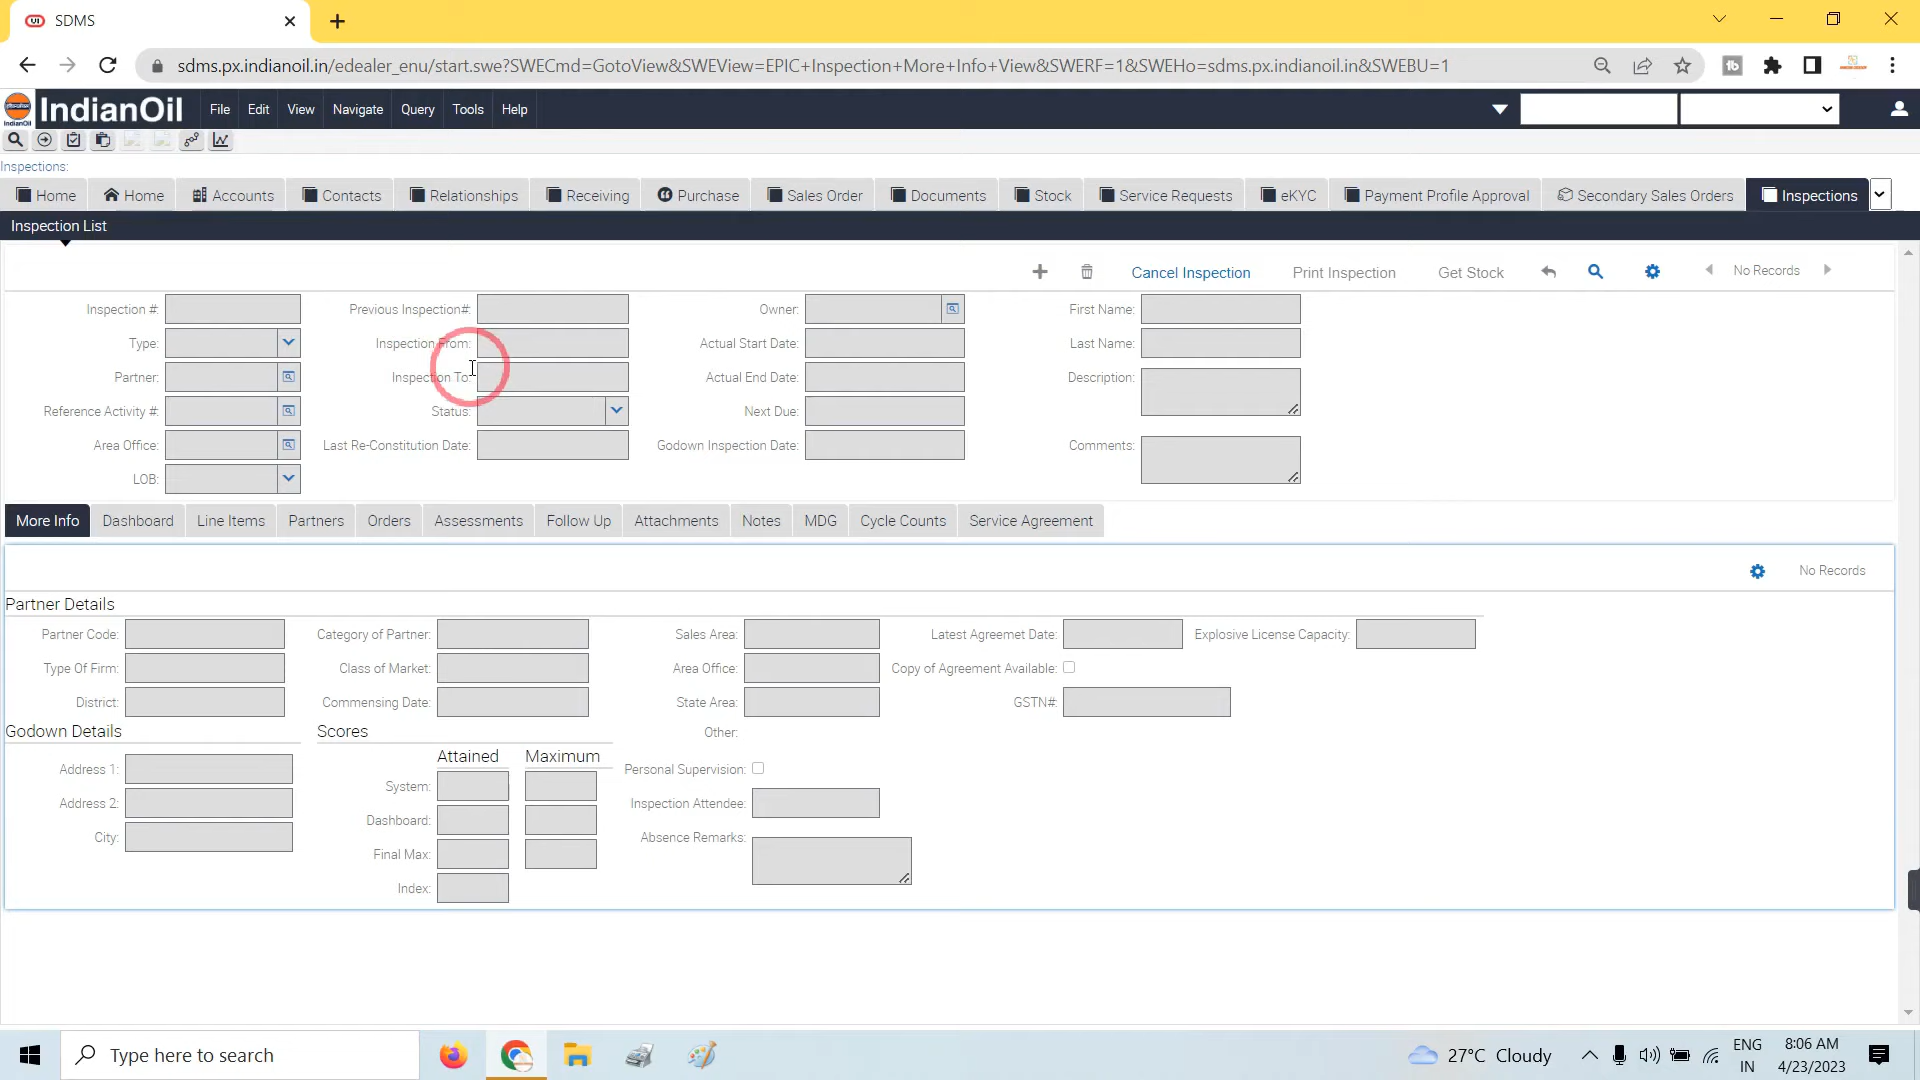 SDMS
sdms.px.indianoil.in/edealer_enu/start.swe?SWECmd=GotoView&SWEView=EPIC+Inspection+More+Info+View&SWERF=1&SWEHo=sdms.px.indianoil.in&SWEBU=1
IndianOil File Edit View Navigate Query Tools Help
Inspections:
Home Home Accounts Contacts Relationships Receiving Purchase Sales Order Documents Stock Service Requests eKYC Payment Profile Approval Secondary Sales Orders Inspections
Inspection List
Cancel Inspection Print Inspection Get Stock No Records
Inspection #: Previous Inspection#: Owner: First Name:
Type: Inspection From: Actual Start Date: Last Name:
Partner: Inspection To: Actual End Date: Description:
Reference Activity #: Status: Next Due:
Area Office: Last Re-Constitution Date: Godown Inspection Date: Comments:
LOB:
More Info Dashboard Line Items Partners Orders Assessments Follow Up Attachments Notes MDG Cycle Counts Service Agreement
No Records
Partner Details
Partner Code: Category of Partner: Sales Area: Latest Agreemet Date: Explosive License Capacity:
Type Of Firm: Class of Market: Area Office: Copy of Agreement Available:
District: Commensing Date: State Area: GSTN#:
Godown Details Scores Other:
Attained Maximum
Address 1: System: Personal Supervision:
Address 2: Dashboard: Inspection Attendee:
City: Final Max: Absence Remarks:
Index:
Type here to search 27°C Cloudy ENG 8:06 AM
IN 4/23/2023